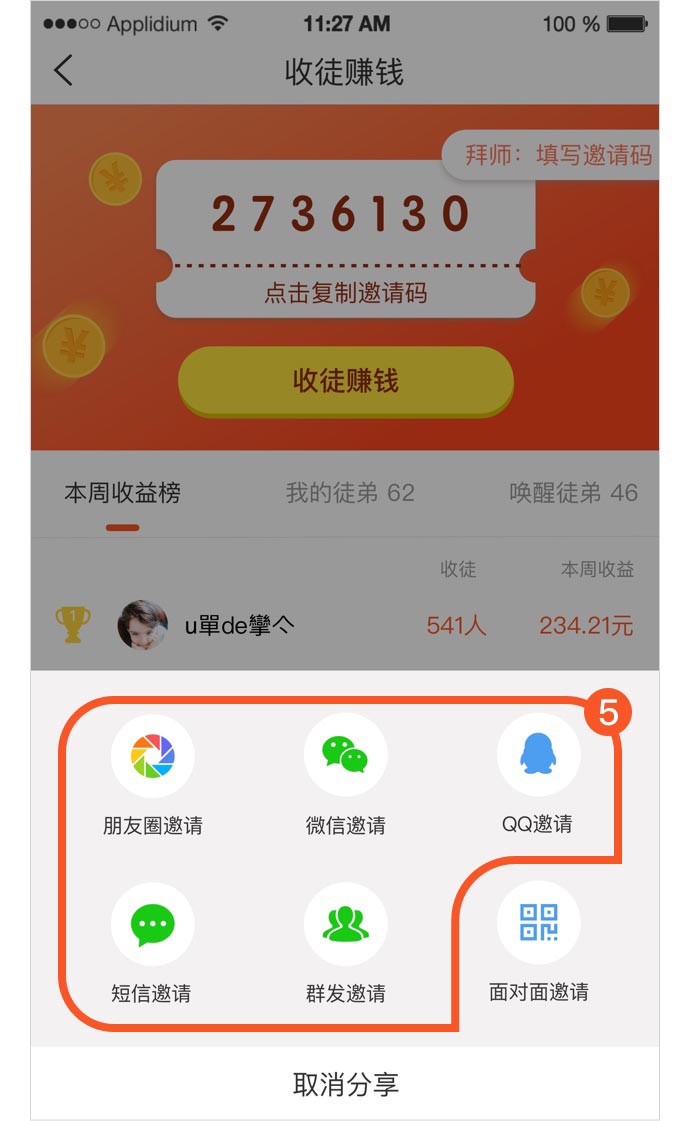 Applidium 11:27 AM 100 %
收徒赚钱
拜师：填写邀请码
2736130
点击复制邀请码
收徒赚钱
本周收益榜 我的徒弟 62 唤醒徒弟 46
收徒 本周收益
1 u單de孿亽 541人 234.21元
5
朋友圈邀请 微信邀请 QQ邀请
短信邀请 群发邀请 面对面邀请
取消分享